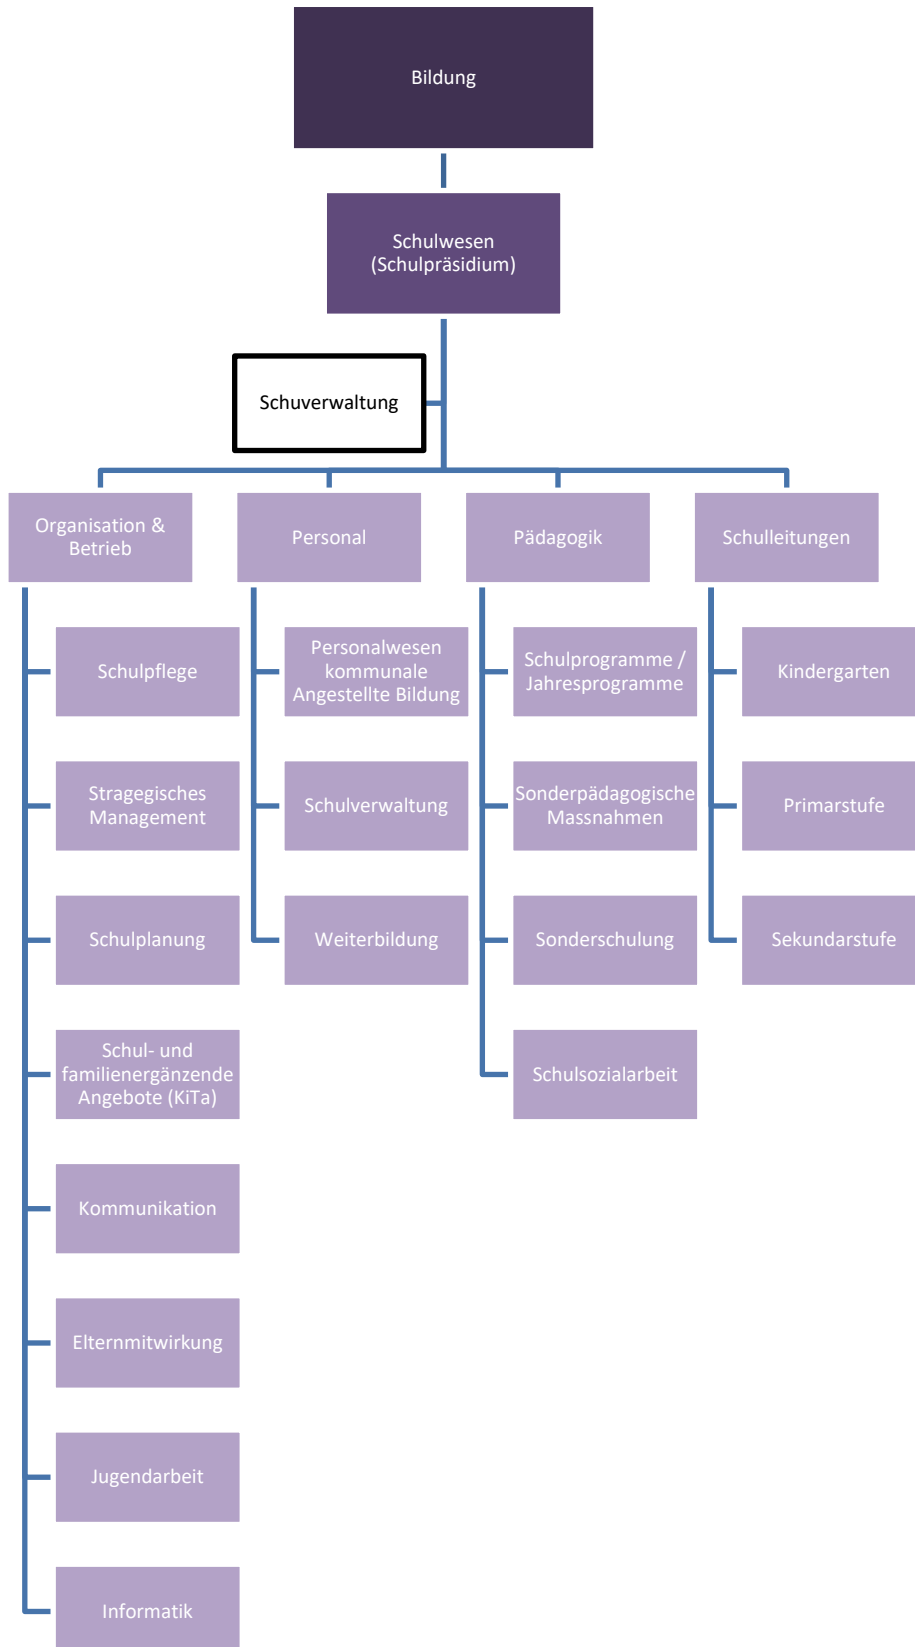 Bildung
Schulwesen
(Schulpräsidium)
Schuverwaltung
Organisation &
Betrieb
Schulpflege
Stragegisches
Management
Schulplanung
Schul- und
familienergänzende
Angebote (KiTa)
Kommunikation
Elternmitwirkung
Jugendarbeit
Informatik
Personal
Personalwesen
kommunale
Angestellte Bildung
Schulverwaltung
Weiterbildung
Pädagogik
Schulprogramme /
Jahresprogramme
Sonderpädagogische
Massnahmen
Sonderschulung
Schulsozialarbeit
Schulleitungen
Kindergarten
Primarstufe
Sekundarstufe